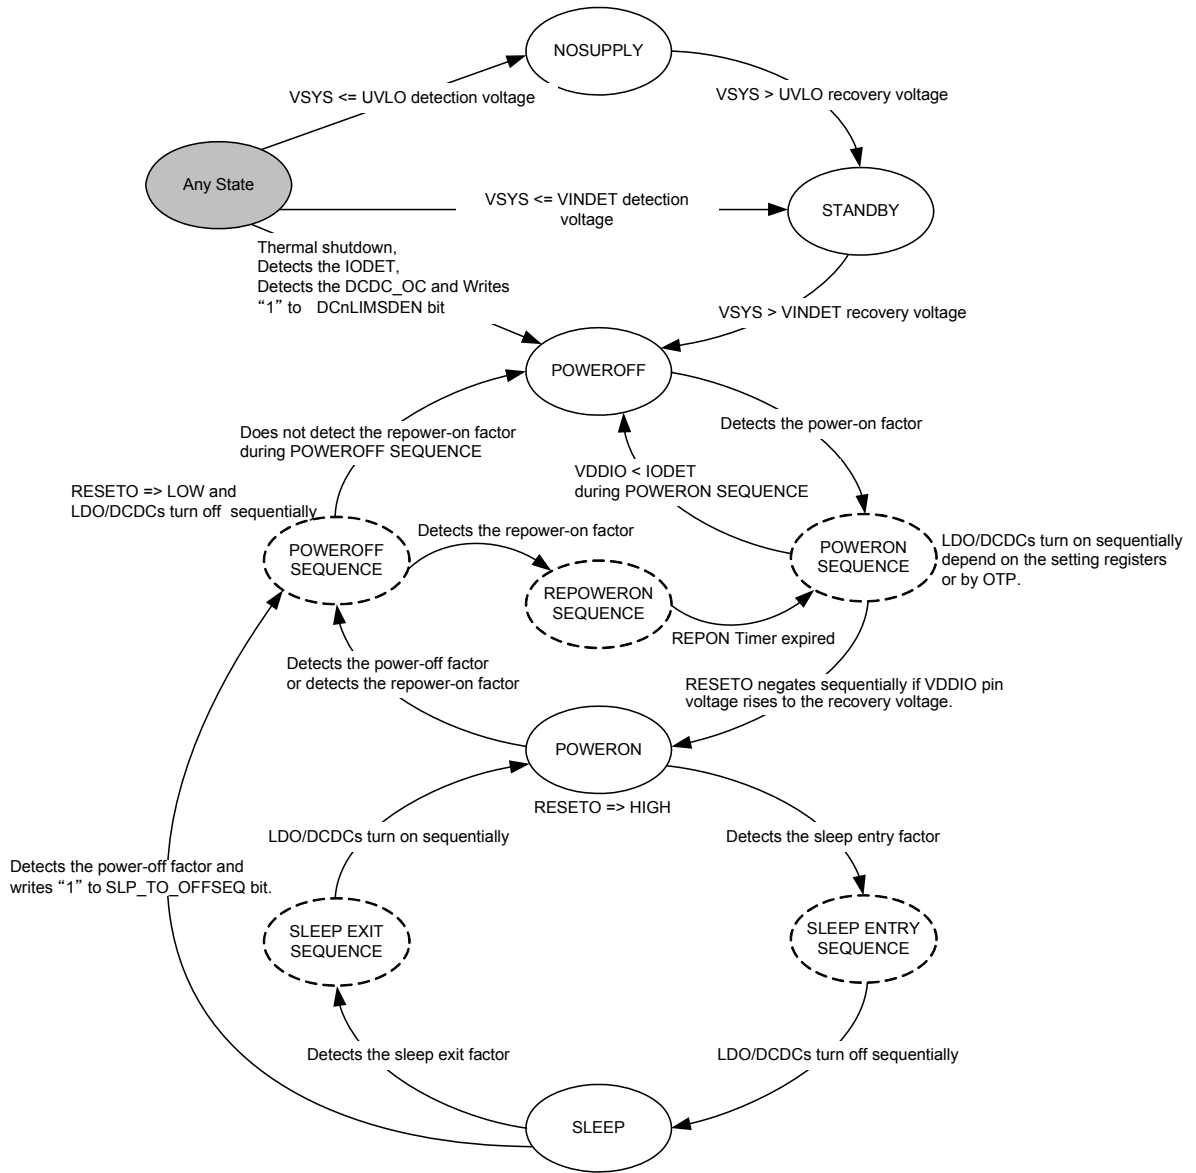 NOSUPPLY
VSYS <= UVLO detection voltage
VSYS > UVLO recovery voltage
Any State
VSYS <= VINDET detection
voltage
STANDBY
Thermal shutdown,
Detects the IODET,
Detects the DCDC_OC and Writes
“1” to DCnLIMSDEN bit
VSYS > VINDET recovery voltage
POWEROFF
Does not detect the repower-on factor
during POWEROFF SEQUENCE
Detects the power-on factor
VDDIO < IODET
during POWERON SEQUENCE
RESETO => LOW and
LDO/DCDCs turn off sequentially
POWEROFF
SEQUENCE
Detects the repower-on factor
REPOWERON
SEQUENCE
POWERON
SEQUENCE
LDO/DCDCs turn on sequentially
depend on the setting registers
or by OTP.
REPON Timer expired
Detects the power-off factor
or detects the repower-on factor
RESETO negates sequentially if VDDIO pin
voltage rises to the recovery voltage.
POWERON
RESETO => HIGH
LDO/DCDCs turn on sequentially
Detects the sleep entry factor
Detects the power-off factor and
writes “1” to SLP_TO_OFFSEQ bit.
SLEEP EXIT
SEQUENCE
SLEEP ENTRY
SEQUENCE
Detects the sleep exit factor
LDO/DCDCs turn off sequentially
SLEEP